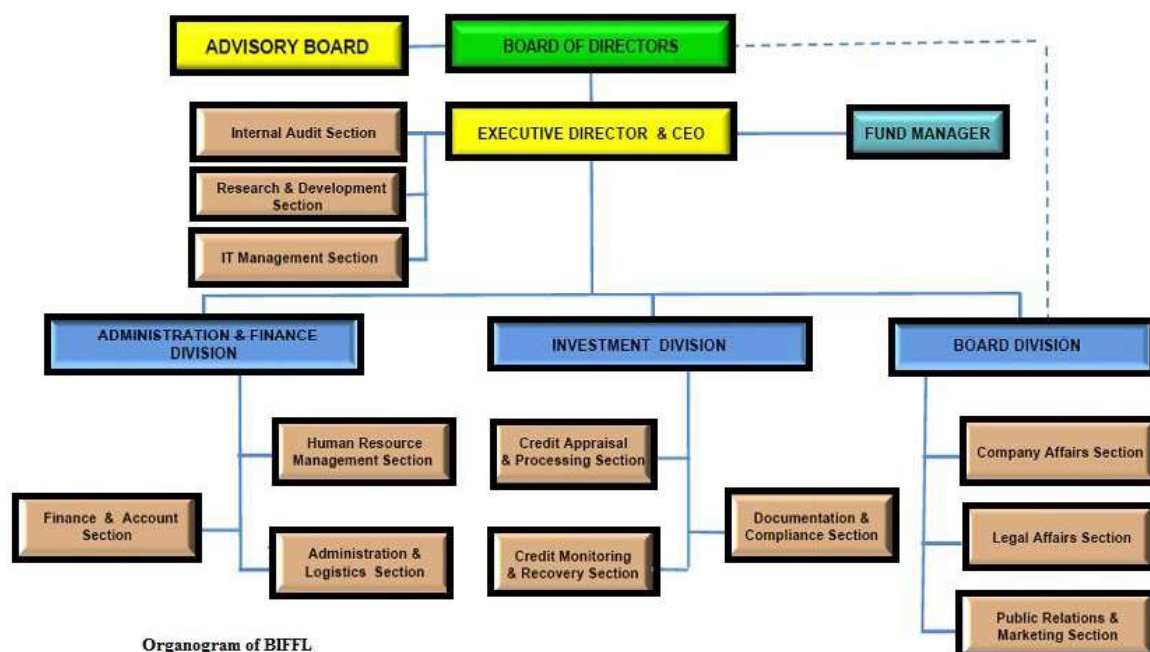 ADVISORY BOARD
BOARD OF DIRECTORS
Internal Audit Section
EXECUTIVE DIRECTOR & CEO
FUND MANAGER
Research & Development
Section
IT Management Section
ADMINISTRATION & FINANCE
DIVISION
INVESTMENT DIVISION
BOARD DIVISION
Human Resource
Management Section
Credit Appraisal
& Processing Section
Company Affairs Section
Finance & Account
Section
Documentation &
Compliance Section
Legal Affairs Section
Administration &
Logistics Section
Credit Monitoring
& Recovery Section
Public Relations &
Marketing Section
Organogram of BIFFL